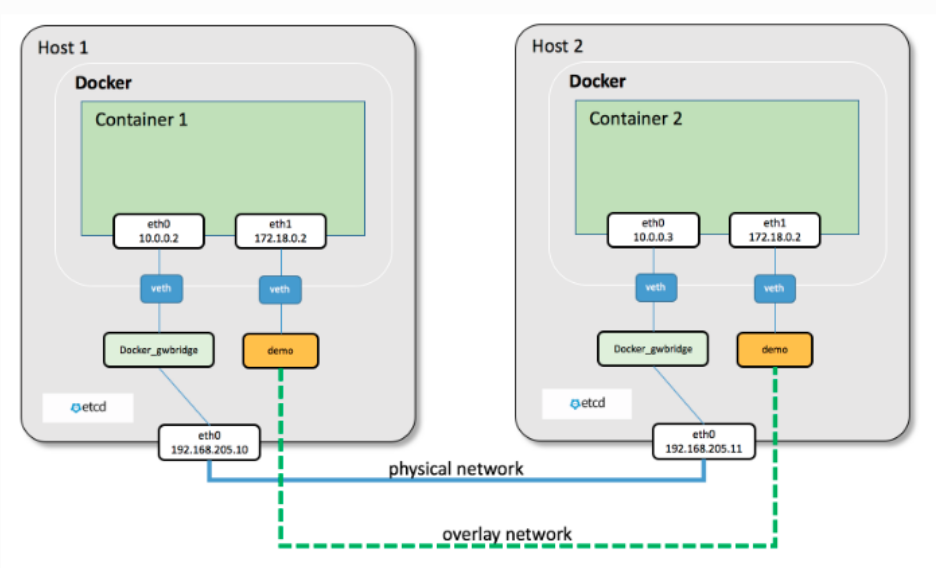 Host 1
Docker
Container 1
eth0
10.0.0.2
eth1
172.18.0.2
veth
veth
Docker_gwbridge
demo
etcd
eth0
192.168.205.10
Host 2
Docker
Container 2
eth0
10.0.0.3
eth1
172.18.0.2
veth
veth
Docker_gwbridge
demo
etcd
eth0
192.168.205.11
physical network
overlay network